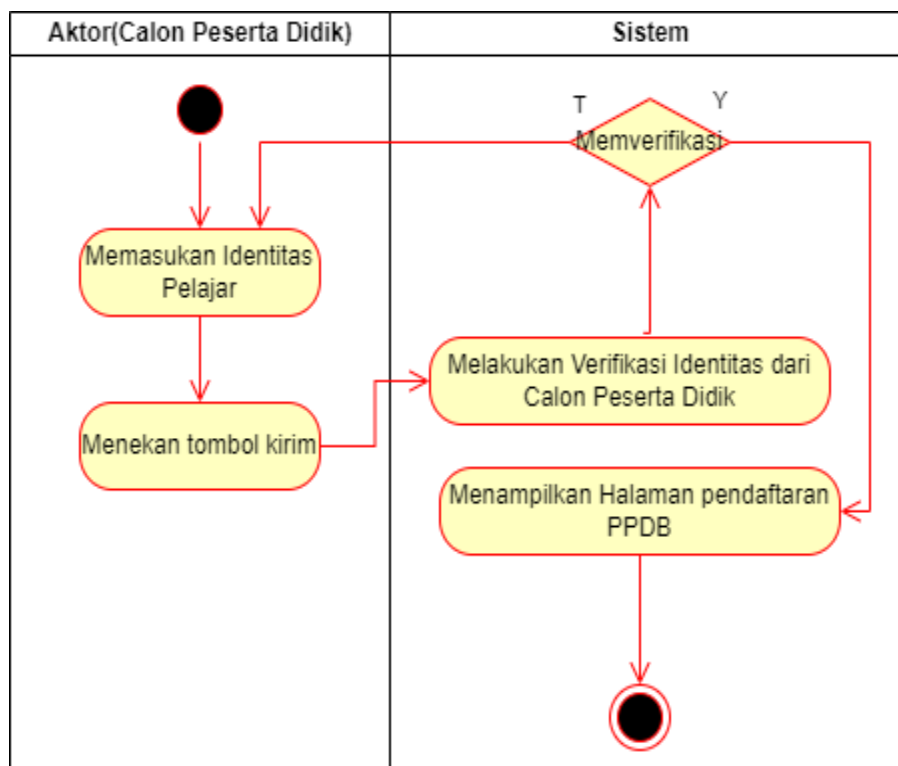 Aktor(Calon Peserta Didik)
Sistem
T
Y
Memverifikasi
Memasukan Identitas
Pelajar
Melakukan Verifikasi Identitas dari
Calon Peserta Didik
Menekan tombol kirim
Menampilkan Halaman pendaftaran
PPDB